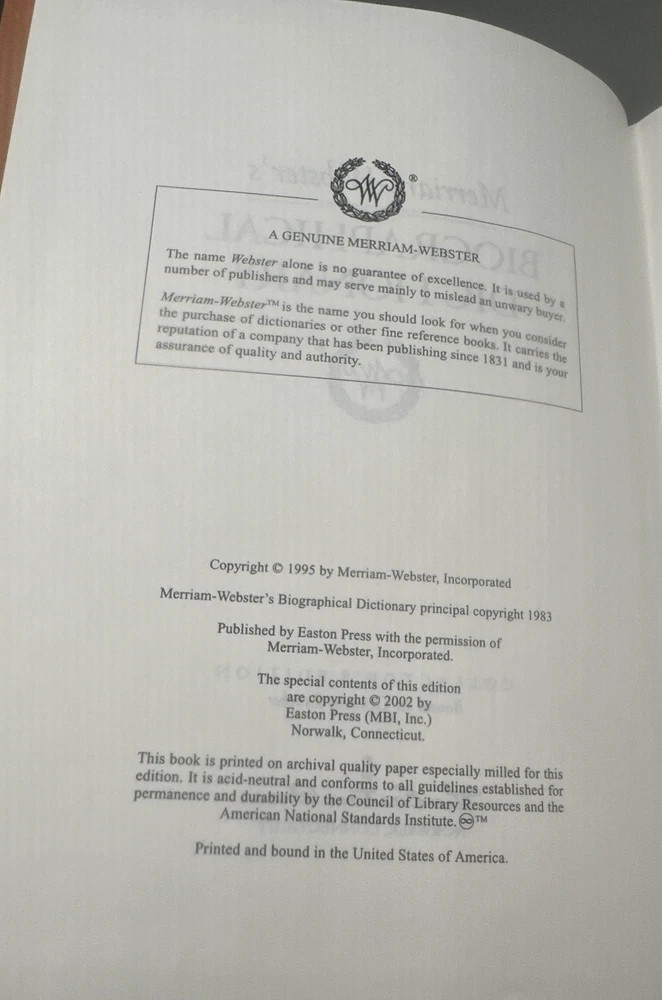 W ®
A GENUINE MERRIAM-WEBSTER
The name Webster alone is no guarantee of excellence. It is used by a
number of publishers and may serve mainly to mislead an unwary buyer.
Merriam-Webster™ is the name you should look for when you consider
the purchase of dictionaries or other fine reference books. It carries the
reputation of a company that has been publishing since 1831 and is your
assurance of quality and authority.
Copyright © 1995 by Merriam-Webster, Incorporated
Merriam-Webster's Biographical Dictionary principal copyright 1983
Published by Easton Press with the permission of
Merriam-Webster, Incorporated.
The special contents of this edition
are copyright © 2002 by
Easton Press (MBI, Inc.)
Norwalk, Connecticut.
This book is printed on archival quality paper especially milled for this
edition. It is acid-neutral and conforms to all guidelines established for
permanence and durability by the Council of Library Resources and the
American National Standards Institute. ♾™
Printed and bound in the United States of America.